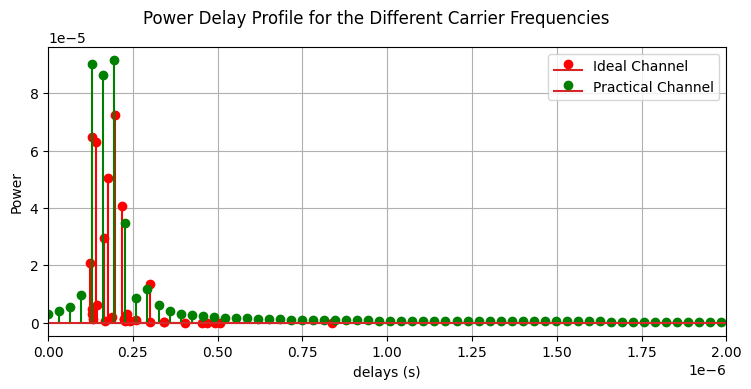 Power Delay Profile for the Different Carrier Frequencies
1e−5
8
6
4
2
0
Power
Ideal Channel
Practical Channel
0.00 0.25 0.50 0.75 1.00 1.25 1.50 1.75 2.00
delays (s)
1e−6